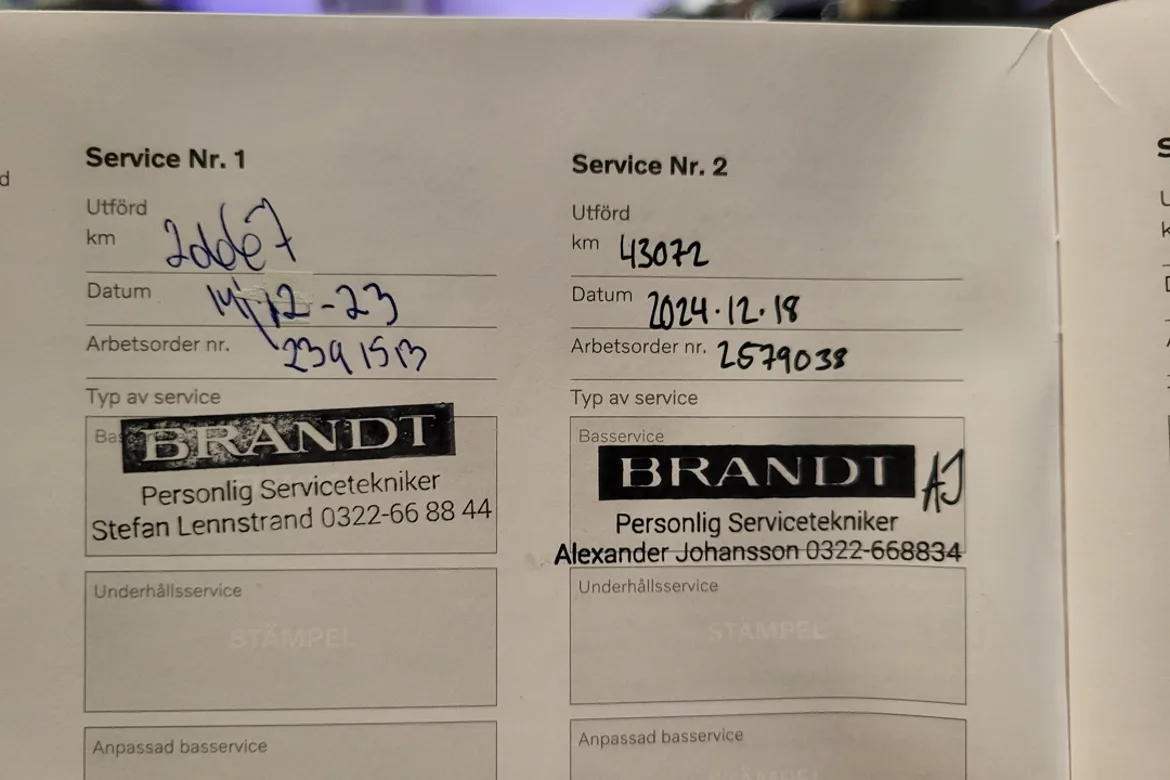 d
Service Nr. 1
Utförd
km
Datum -12-23
Arbetsorder nr.
Typ av service
BRANDT
Personlig Servicetekniker
Stefan Lennstrand 0322-66 88 44
Underhållsservice
STÄMPEL
Anpassad basservice
Service Nr. 2
Utförd
km 43072
Datum 2024.12.18
Arbetsorder nr. 2579038
Typ av service
Basservice
BRANDT AJ
Personlig Servicetekniker
Alexander Johansson 0322-668834
Underhållsservice
STÄMPEL
Anpassad basservice
STÄMPEL